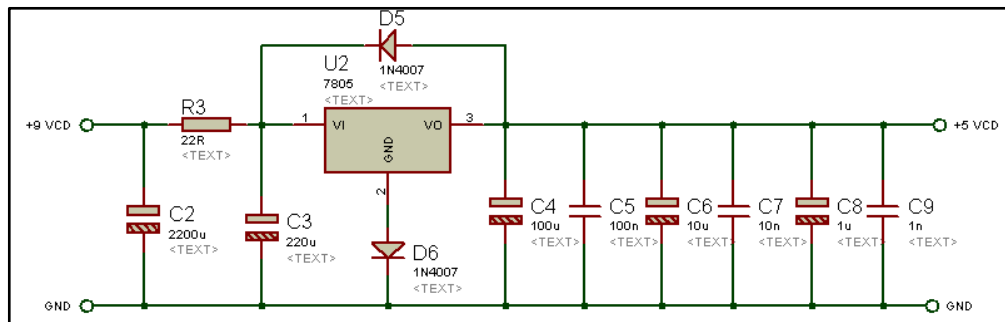 D5
1N4007
<TEXT>
U2
7805
<TEXT>
R3
22R
<TEXT>
+9 VCD
1
VI
VO
3
GND
2
+5 VCD
C2
2200u
<TEXT>
C3
220u
<TEXT>
D6
1N4007
<TEXT>
C4
100u
<TEXT>
C5
100n
<TEXT>
C6
10u
<TEXT>
C7
10n
<TEXT>
C8
1u
<TEXT>
C9
1n
<TEXT>
GND
GND